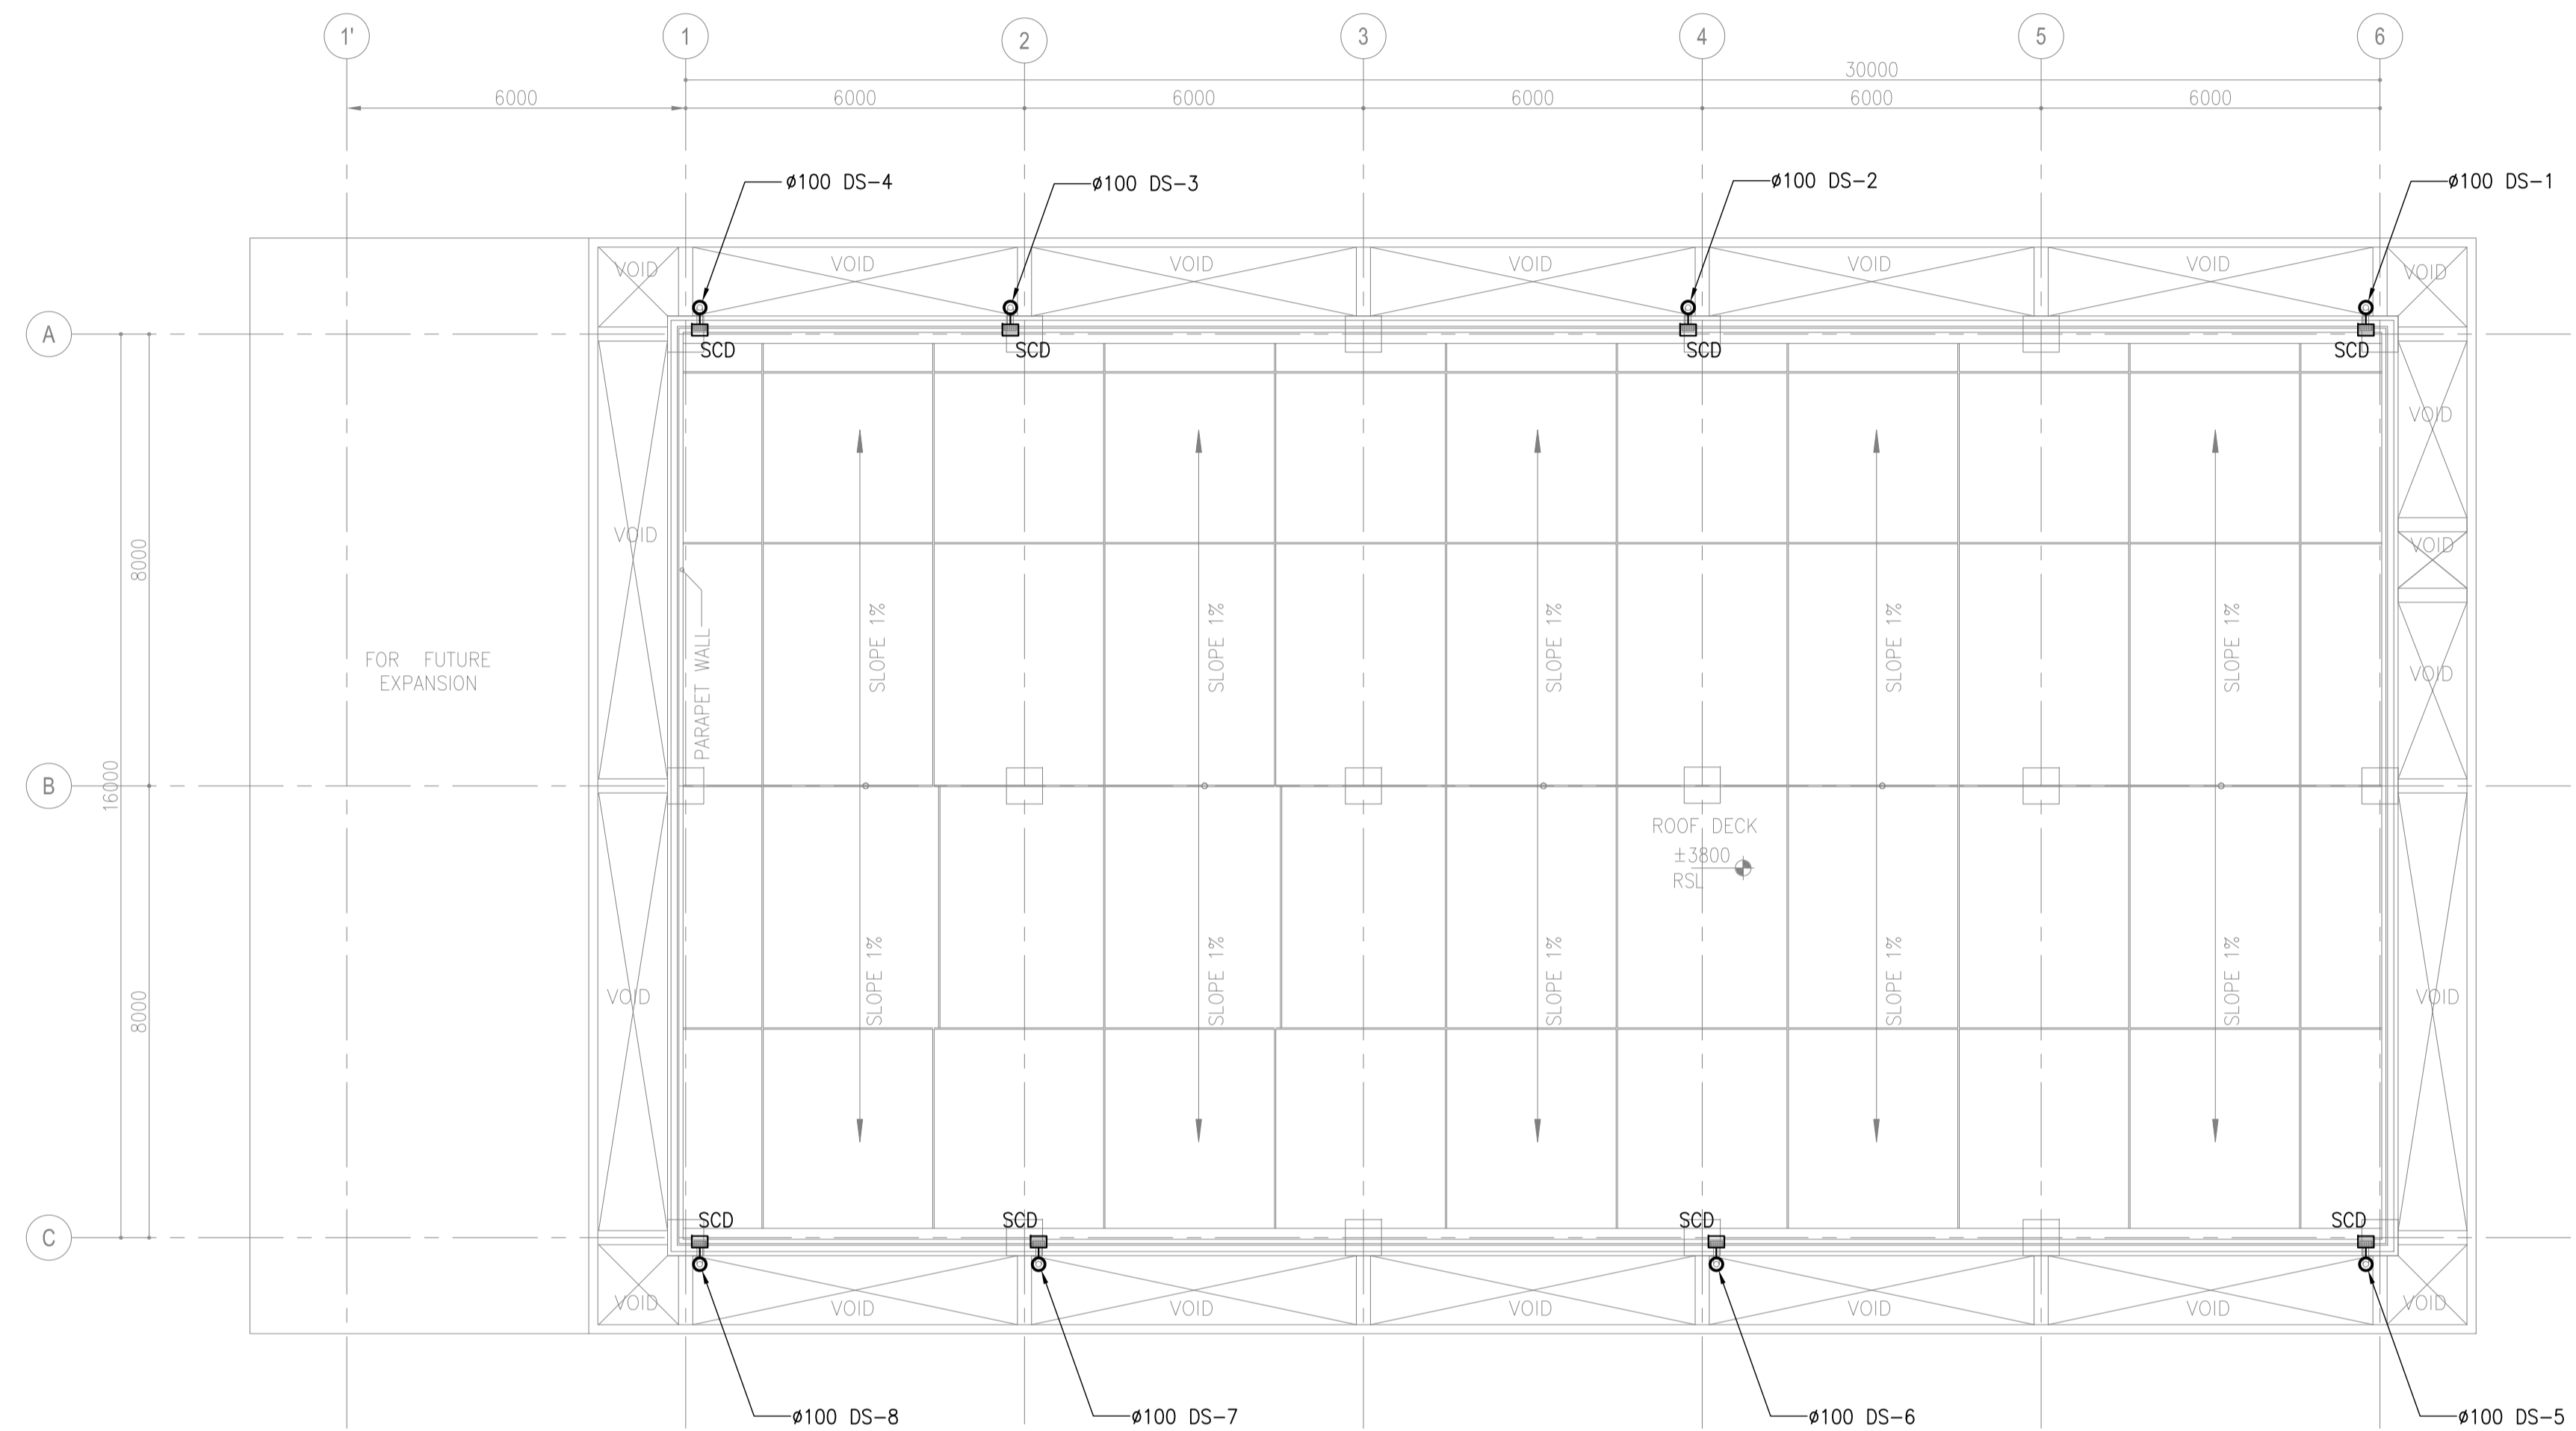 1'
1
2
3
4
5
6
30000
6000
6000
6000
6000
6000
6000
ø100 DS-4
ø100 DS-3
ø100 DS-2
ø100 DS-1
VOID
VOID
VOID
VOID
VOID
VOID
VOID
A
SCD
SCD
SCD
SCD
VOID
VOID
VOID
8000
SLOPE 1%
SLOPE 1%
SLOPE 1%
SLOPE 1%
SLOPE 1%
FOR FUTURE
EXPANSION
PARAPET WALL
VOID
B
16000
ROOF DECK
±3800
RSL
8000
VOID
SLOPE 1%
SLOPE 1%
SLOPE 1%
SLOPE 1%
SLOPE 1%
VOID
C
SCD
SCD
SCD
SCD
VOID
VOID
VOID
VOID
VOID
VOID
VOID
ø100 DS-8
ø100 DS-7
ø100 DS-6
ø100 DS-5